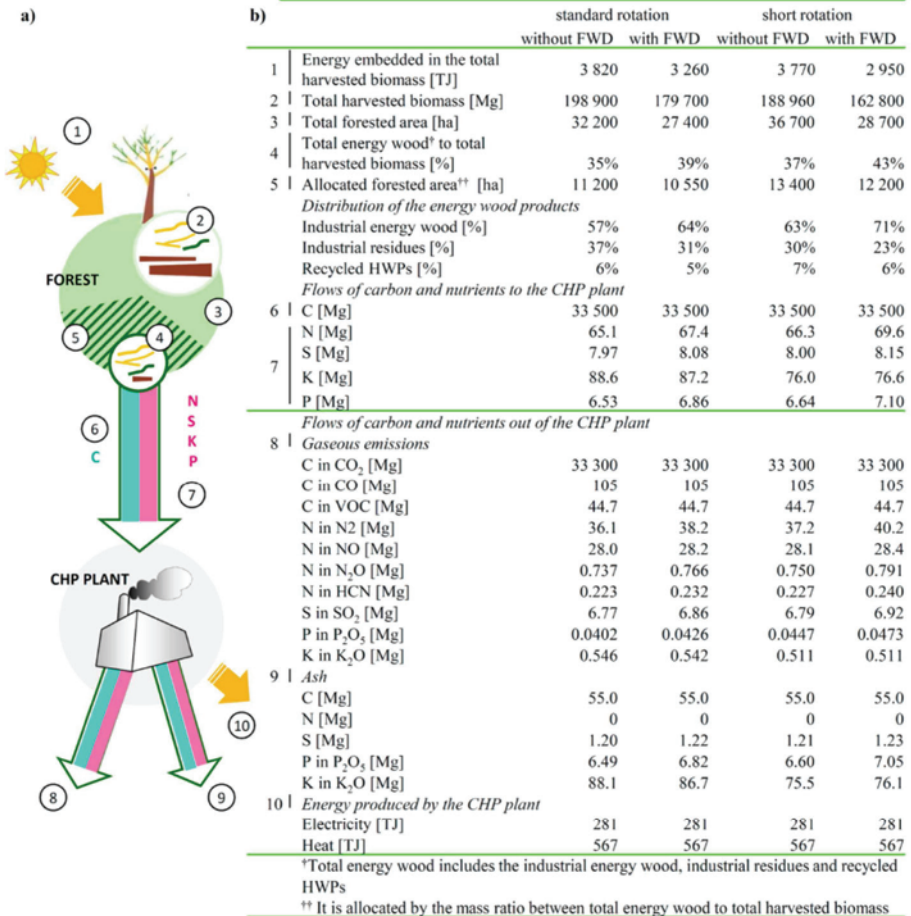 a)
1
2
FOREST
3
5
4
6
C
N
S
K
P
7
CHP PLANT
10
8
9
b)
standard rotation short rotation
without FWD with FWD without FWD with FWD
1 Energy embedded in the total
harvested biomass [TJ] 3 820 3 260 3 770 2 950
2 Total harvested biomass [Mg] 198 900 179 700 188 960 162 800
3 Total forested area [ha] 32 200 27 400 36 700 28 700
4 Total energy wood† to total
harvested biomass [%] 35% 39% 37% 43%
5 Allocated forested area†† [ha] 11 200 10 550 13 400 12 200
Distribution of the energy wood products
Industrial energy wood [%] 57% 64% 63% 71%
Industrial residues [%] 37% 31% 30% 23%
Recycled HWPs [%] 6% 5% 7% 6%
Flows of carbon and nutrients to the CHP plant
6 C [Mg] 33 500 33 500 33 500 33 500
7 N [Mg] 65.1 67.4 66.3 69.6
S [Mg] 7.97 8.08 8.00 8.15
K [Mg] 88.6 87.2 76.0 76.6
P [Mg] 6.53 6.86 6.64 7.10
Flows of carbon and nutrients out of the CHP plant
8 Gaseous emissions
C in CO₂ [Mg] 33 300 33 300 33 300 33 300
C in CO [Mg] 105 105 105 105
C in VOC [Mg] 44.7 44.7 44.7 44.7
N in N2 [Mg] 36.1 38.2 37.2 40.2
N in NO [Mg] 28.0 28.2 28.1 28.4
N in N₂O [Mg] 0.737 0.766 0.750 0.791
N in HCN [Mg] 0.223 0.232 0.227 0.240
S in SO₂ [Mg] 6.77 6.86 6.79 6.92
P in P₂O₅ [Mg] 0.0402 0.0426 0.0447 0.0473
K in K₂O [Mg] 0.546 0.542 0.511 0.511
9 Ash
C [Mg] 55.0 55.0 55.0 55.0
N [Mg] 0 0 0 0
S [Mg] 1.20 1.22 1.21 1.23
P in P₂O₅ [Mg] 6.49 6.82 6.60 7.05
K in K₂O [Mg] 88.1 86.7 75.5 76.1
10 Energy produced by the CHP plant
Electricity [TJ] 281 281 281 281
Heat [TJ] 567 567 567 567
†Total energy wood includes the industrial energy wood, industrial residues and recycled
HWPs
†† It is allocated by the mass ratio between total energy wood to total harvested biomass